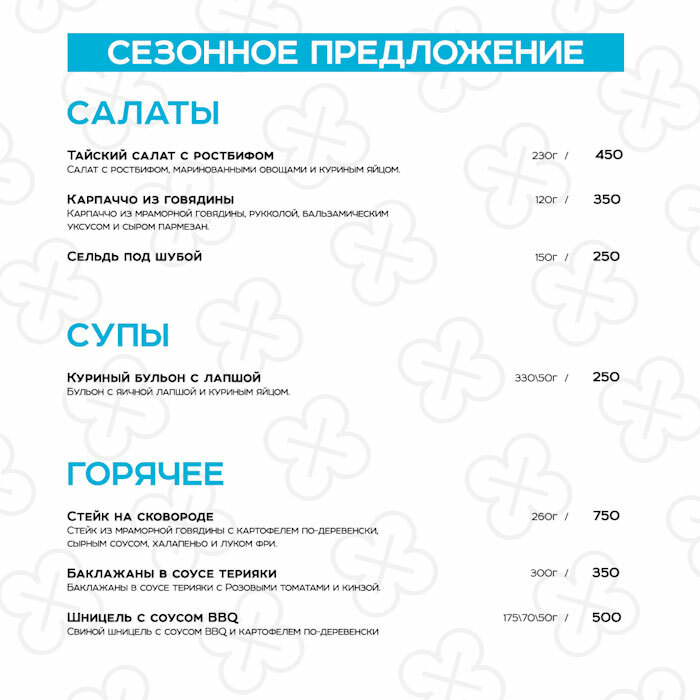 СЕЗОННОЕ ПРЕДЛОЖЕНИЕ
САЛАТЫ
Тайский салат с ростбифом 230г / 450
Салат с ростбифом, маринованными овощами и куриным яйцом.
Карпаччо из говядины 120г / 350
Карпаччо из мраморной говядины, рукколой, бальзамическим
уксусом и сыром пармезан.
Сельдь под шубой 150г / 250
СУПЫ
Куриный бульон с лапшой 330\50г / 250
Бульон с яичной лапшой и куриным яйцом.
ГОРЯЧЕЕ
Стейк на сковороде 260г / 750
Стейк из мраморной говядины с картофелем по-деревенски,
сырным соусом, халапеньо и луком фри.
Баклажаны в соусе терияки 300г / 350
Баклажаны в соусе терияки с Розовыми томатами и кинзой.
Шницель с соусом BBQ 175\70\50г / 500
Свиной шницель с соусом BBQ и картофелем по-деревенски